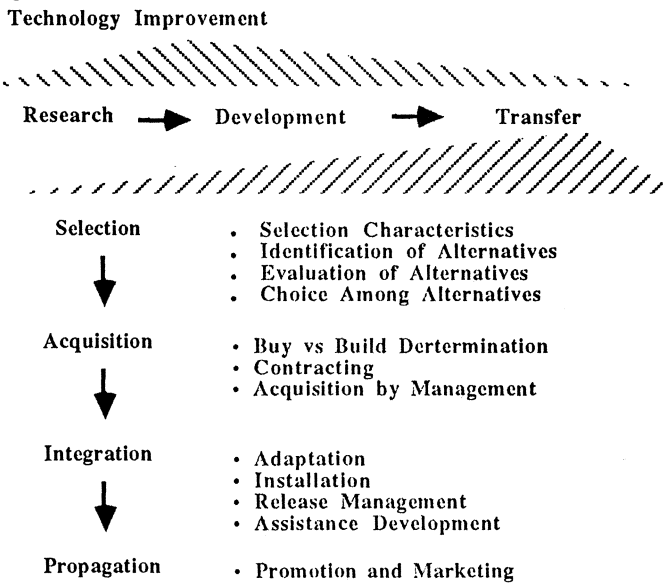 Technology Improvement
Research Development Transfer
Selection
• Selection Characteristics
• Identification of Alternatives
• Evaluation of Alternatives
• Choice Among Alternatives
Acquisition
• Buy vs Build Dertermination
• Contracting
• Acquisition by Management
Integration
• Adaptation
• Installation
• Release Management
• Assistance Development
Propagation
• Promotion and Marketing